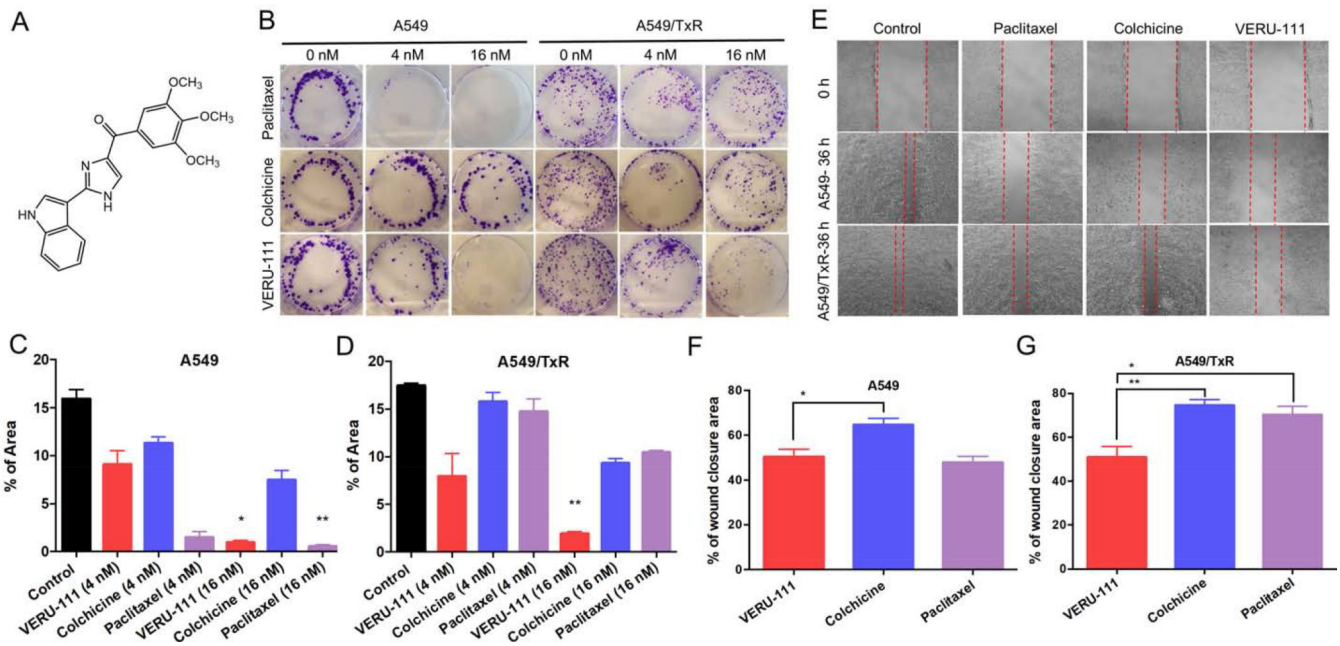 A
OCH3
OCH3
OCH3
O
N
N
H
HN
B
A549
A549/TxR
0 nM
4 nM
16 nM
0 nM
4 nM
16 nM
Paclitaxel
Colchicine
VERU-111
E
Control
Paclitaxel
Colchicine
VERU-111
0 h
A549- 36 h
A549/TxR-36 h
C
A549
% of Area
20
15
10
5
0
*
**
Control
VERU-111 (4 nM)
Colchicine (4 nM)
Paclitaxel (4 nM)
VERU-111 (16 nM)
Colchicine (16 nM)
Paclitaxel (16 nM)
D
A549/TxR
% of Area
20
15
10
5
0
**
Control
VERU-111 (4 nM)
Colchicine (4 nM)
Paclitaxel (4 nM)
VERU-111 (16 nM)
Colchicine (16 nM)
Paclitaxel (16 nM)
F
A549
% of wound closure area
80
60
40
20
0
*
VERU-111
Colchicine
Paclitaxel
G
A549/TxR
% of wound closure area
80
60
40
20
0
*
**
VERU-111
Colchicine
Paclitaxel